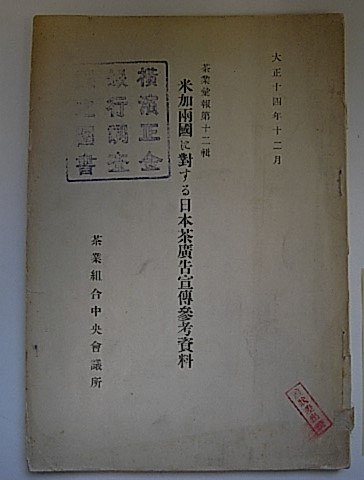 大正十四年十二月
茶業彙報第十二輯
米加兩國に對する日本茶廣告宣傳參考資料
茶業組合中央會議所
橫濱正金
銀行調查